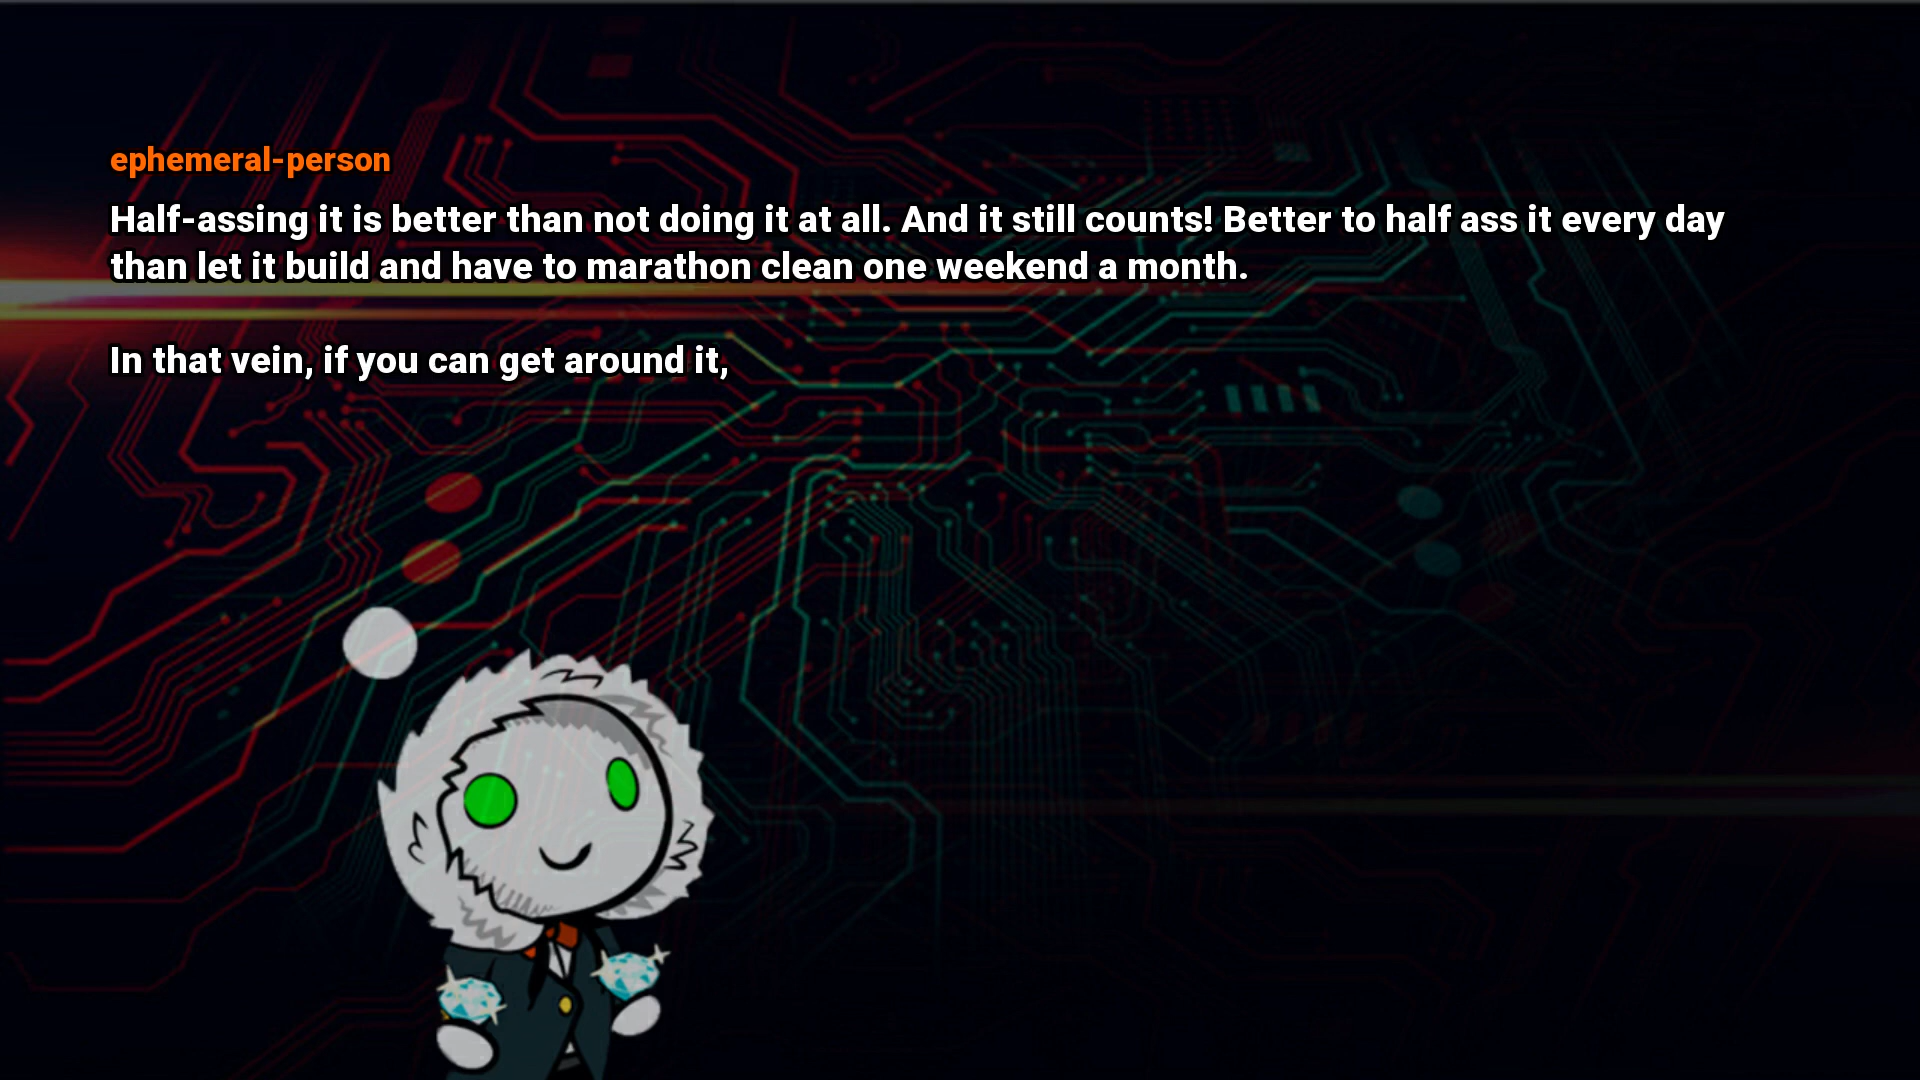 ephemeral-person
Half-assing it is better than not doing it at all. And it still counts! Better to half ass it every day
than let it build and have to marathon clean one weekend a month.
In that vein, if you can get around it,